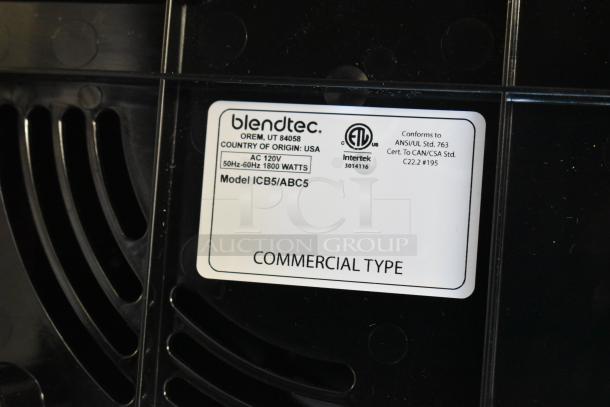 blendtec.
OREM, UT 84058
COUNTRY OF ORIGIN: USA
AC 120V
50Hz-60Hz 1800 WATTS
Model ICB5/ABC5
C ETL US
Intertek
3014116
Conforms to
ANSI/UL Std. 763
Cert. To CAN/CSA Std.
C22.2 #195
PCI
AUCTION GROUP
COMMERCIAL TYPE